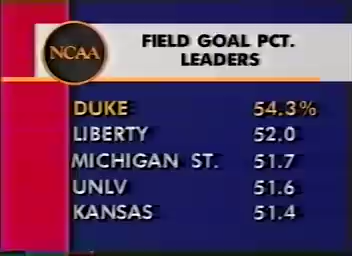 NCAA
FIELD GOAL PCT.
LEADERS
DUKE 54.3%
LIBERTY 52.0
MICHIGAN ST. 51.7
UNLV 51.6
KANSAS 51.4